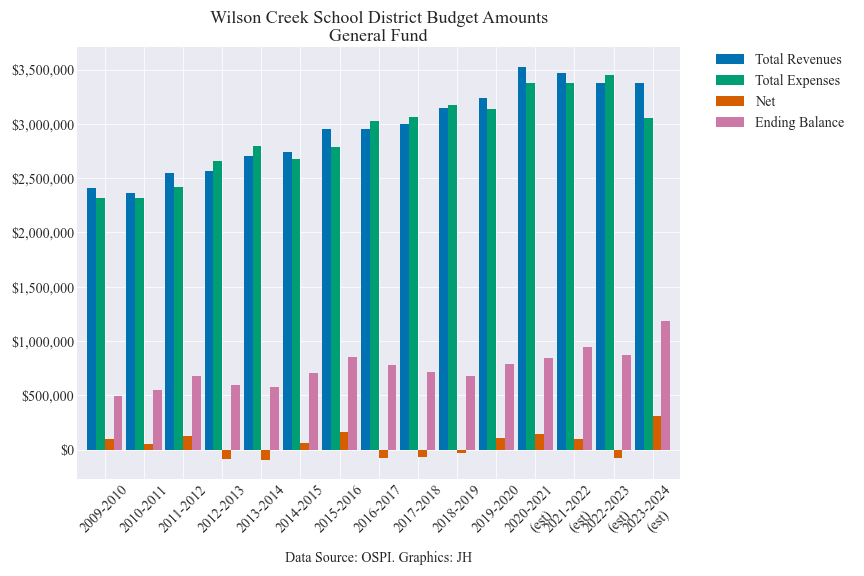 Wilson Creek School District Budget Amounts
General Fund
Total Revenues
Total Expenses
Net
Ending Balance
$3,500,000
$3,000,000
$2,500,000
$2,000,000
$1,500,000
$1,000,000
$500,000
$0
2009-2010
2010-2011
2011-2012
2012-2013
2013-2014
2014-2015
2015-2016
2016-2017
2017-2018
2018-2019
2019-2020
2020-2021
(est)
2021-2022
(est)
2022-2023
(est)
2023-2024
(est)
Data Source: OSPI. Graphics: JH